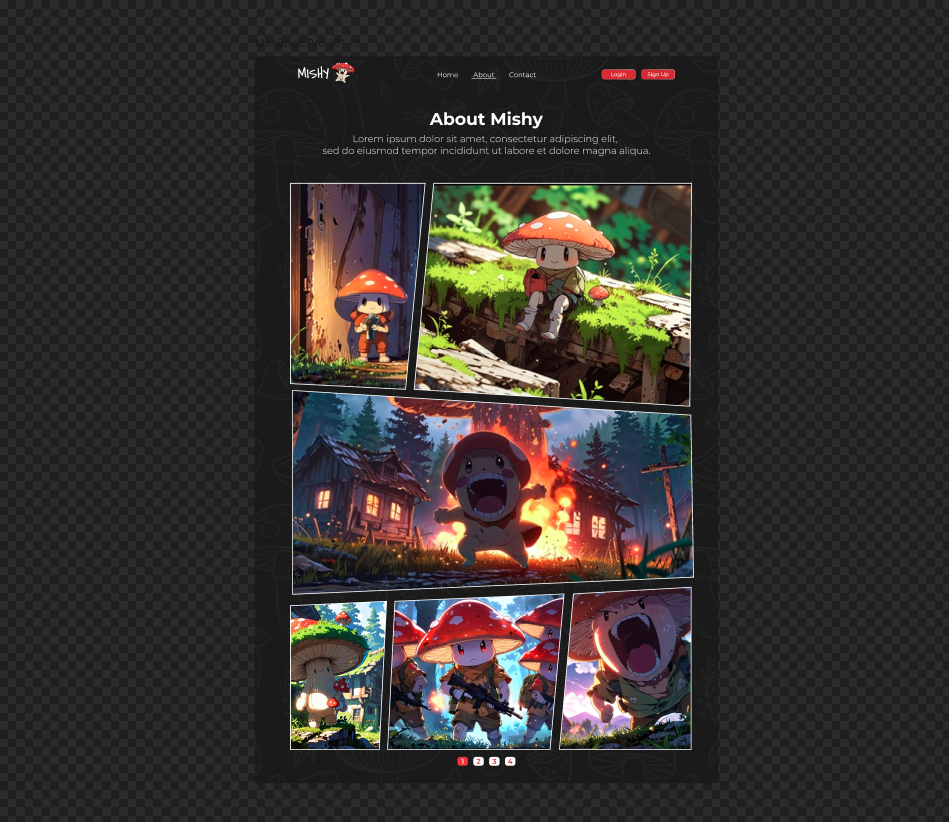 MISHY
Home About Contact
Login Sign Up
About Mishy
Lorem ipsum dolor sit amet, consectetur adipiscing elit,
sed do eiusmod tempor incididunt ut labore et dolore magna aliqua.
1 2 3 4